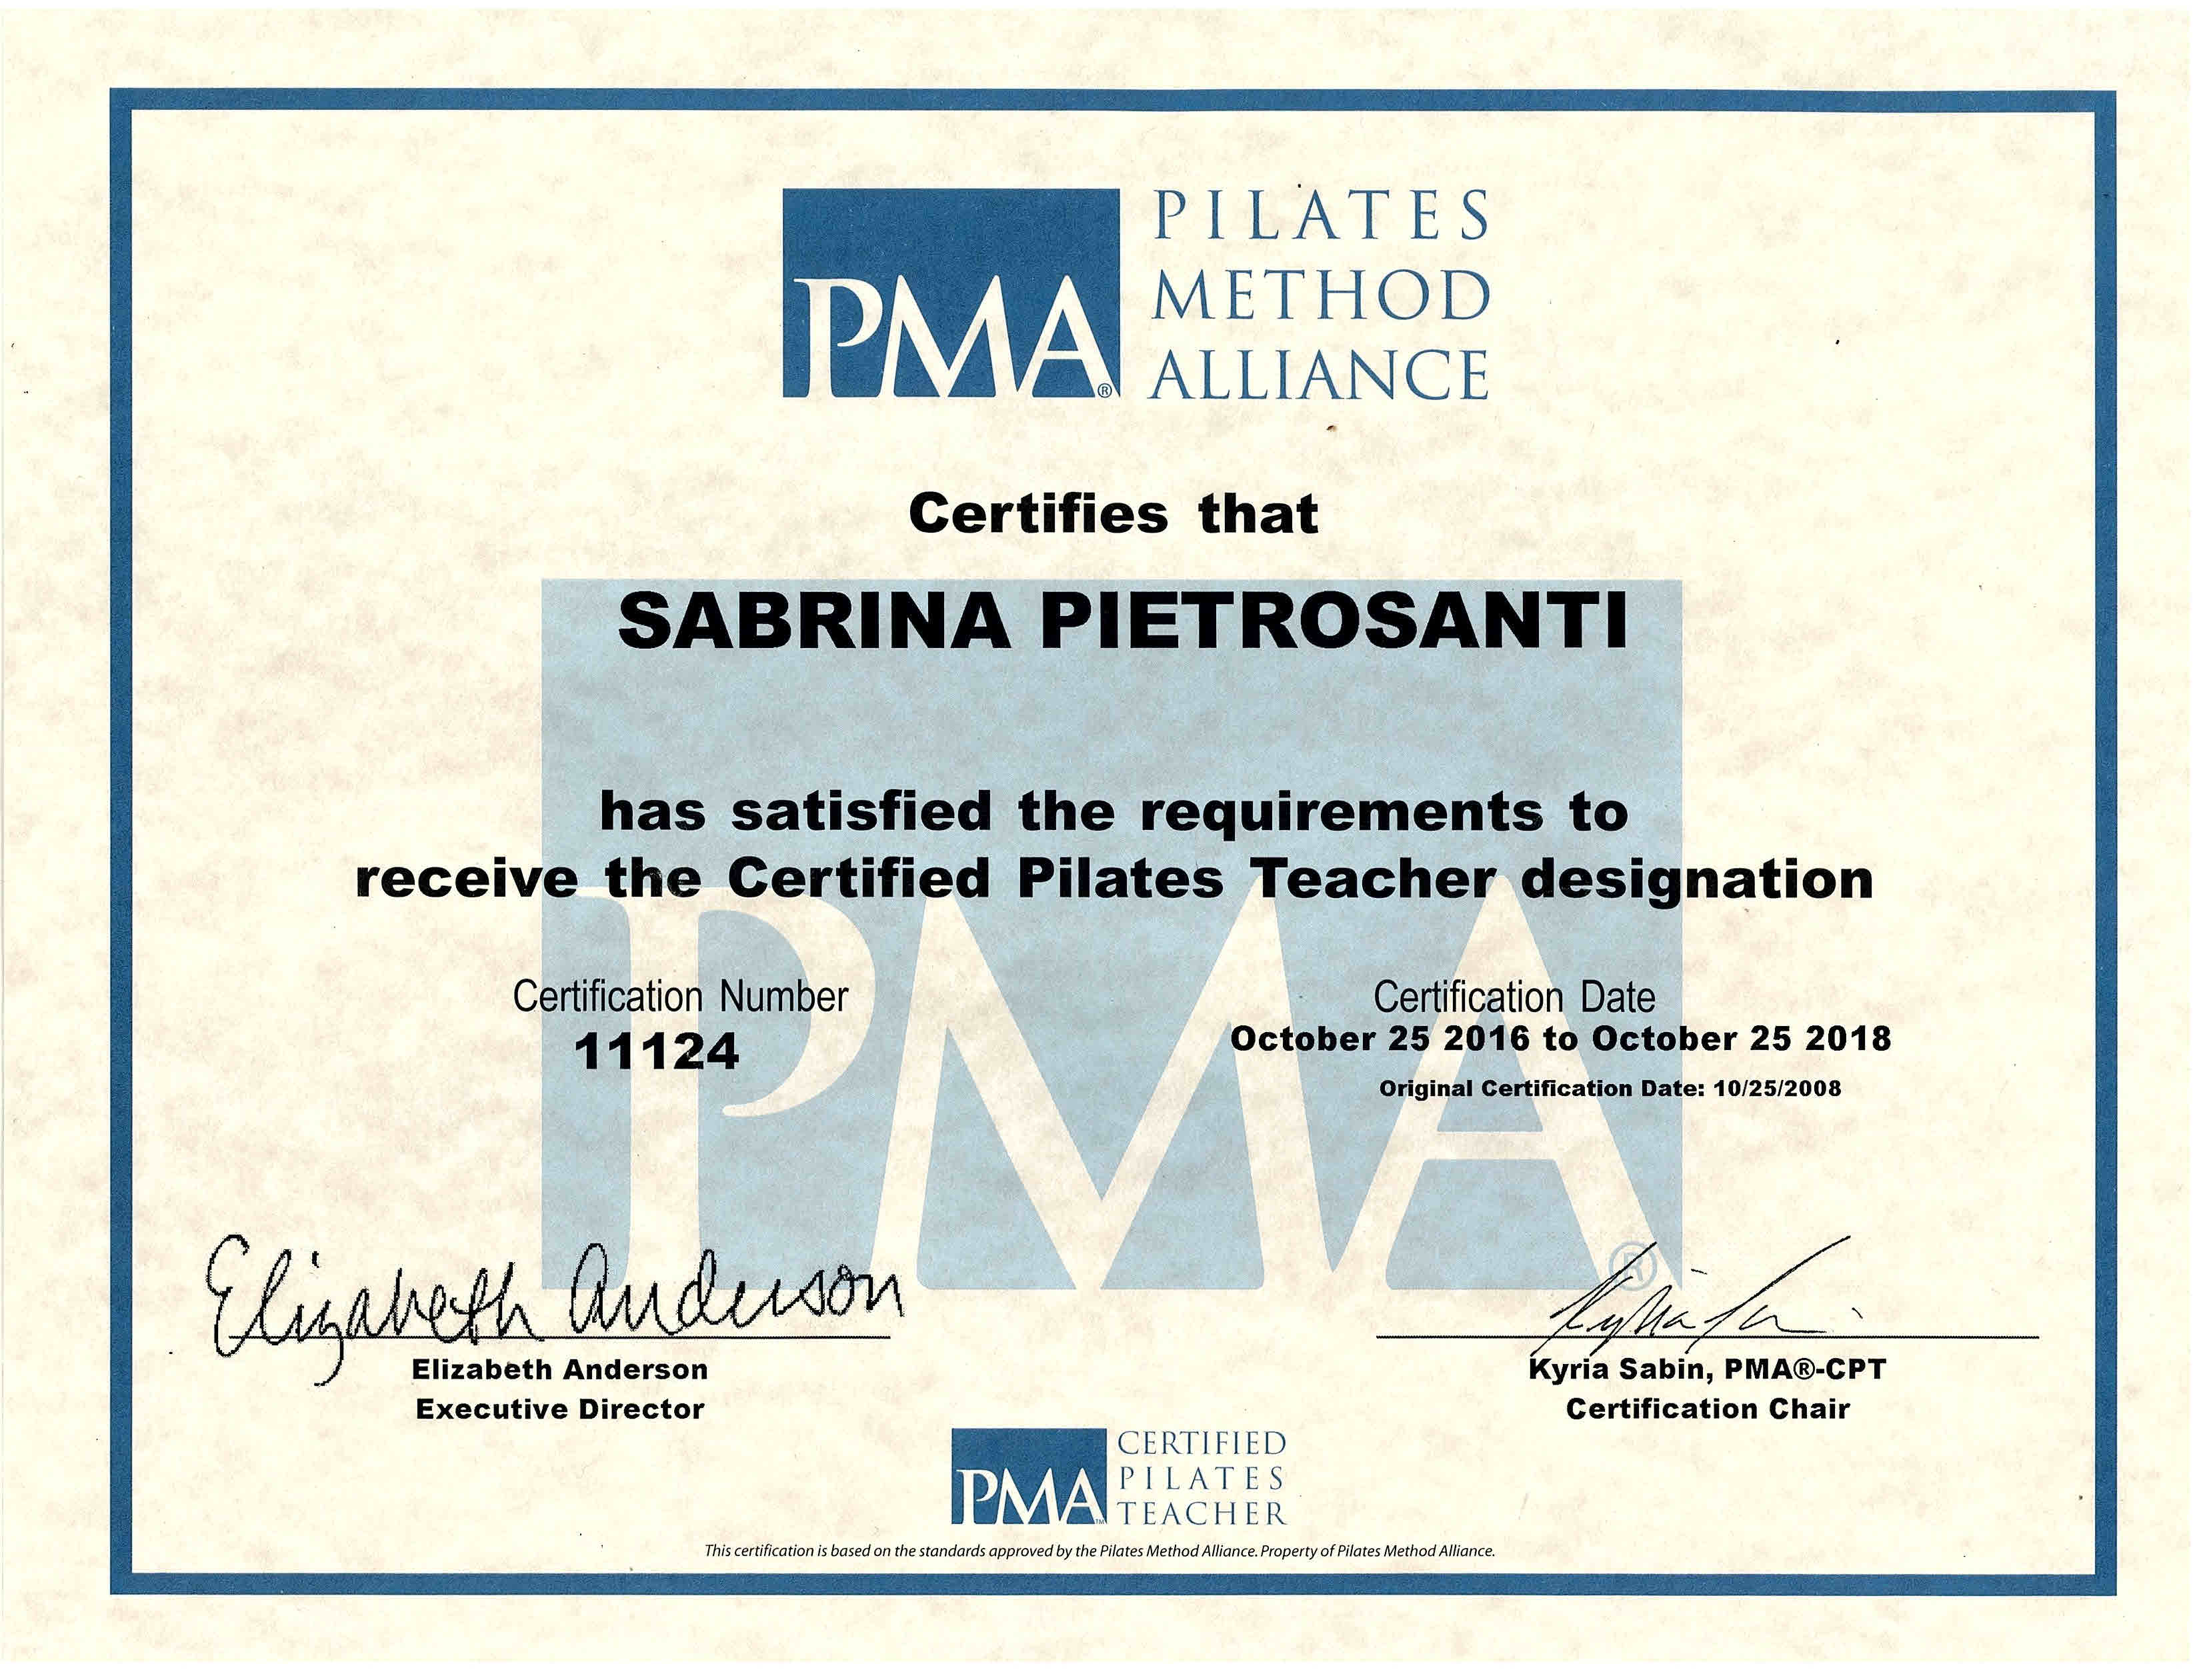 PMA®
PILATES
METHOD
ALLIANCE
Certifies that
SABRINA PIETROSANTI
has satisfied the requirements to
receive the Certified Pilates Teacher designation
PMA®
Certification Number
11124
Certification Date
October 25 2016 to October 25 2018
Original Certification Date: 10/25/2008
Elizabeth Anderson
Elizabeth Anderson
Executive Director
Kyria Sabin, PMA®-CPT
Certification Chair
PMA™
CERTIFIED
PILATES
TEACHER
This certification is based on the standards approved by the Pilates Method Alliance. Property of Pilates Method Alliance.